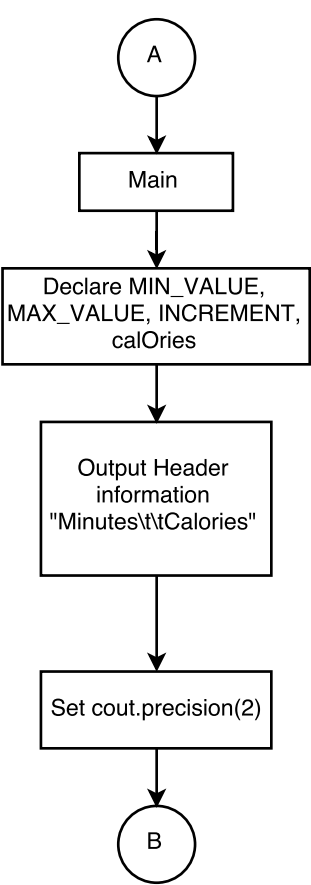 A
Main
Declare MIN_VALUE,
MAX_VALUE, INCREMENT,
calOries
Output Header
information
"Minutes\t\tCalories"
Set cout.precision(2)
B